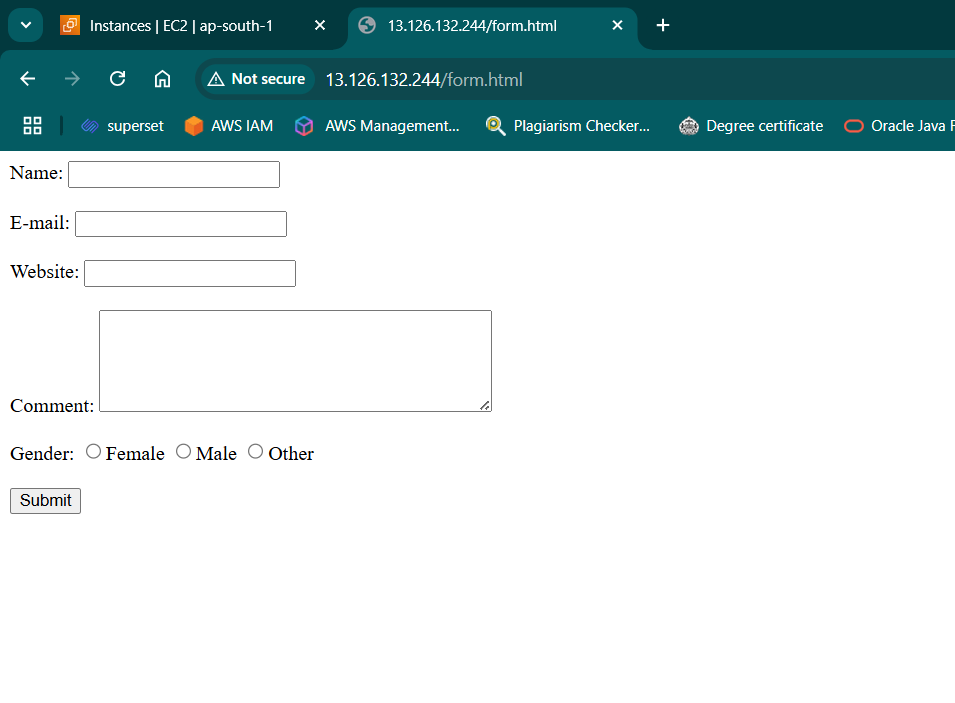 Instances | EC2 | ap-south-1
13.126.132.244/form.html
Not secure
13.126.132.244/form.html
superset
AWS IAM
AWS Management...
Plagiarism Checker...
Degree certificate
Oracle Java
Name:
E-mail:
Website:
Comment:
Gender: Female Male Other
Submit